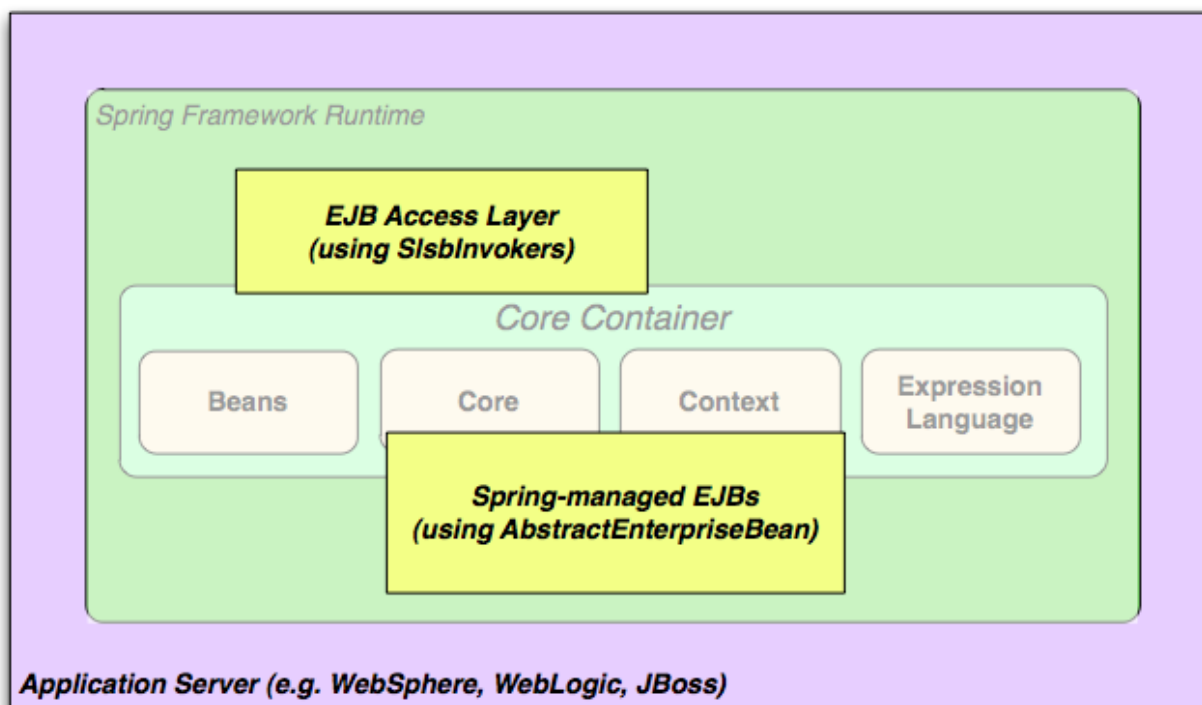 Spring Framework Runtime
EJB Access Layer
(using SlsbInvokers)
Core Container
Beans
Core
Context
Expression
Language
Spring-managed EJBs
(using AbstractEnterpriseBean)
Application Server (e.g. WebSphere, WebLogic, JBoss)